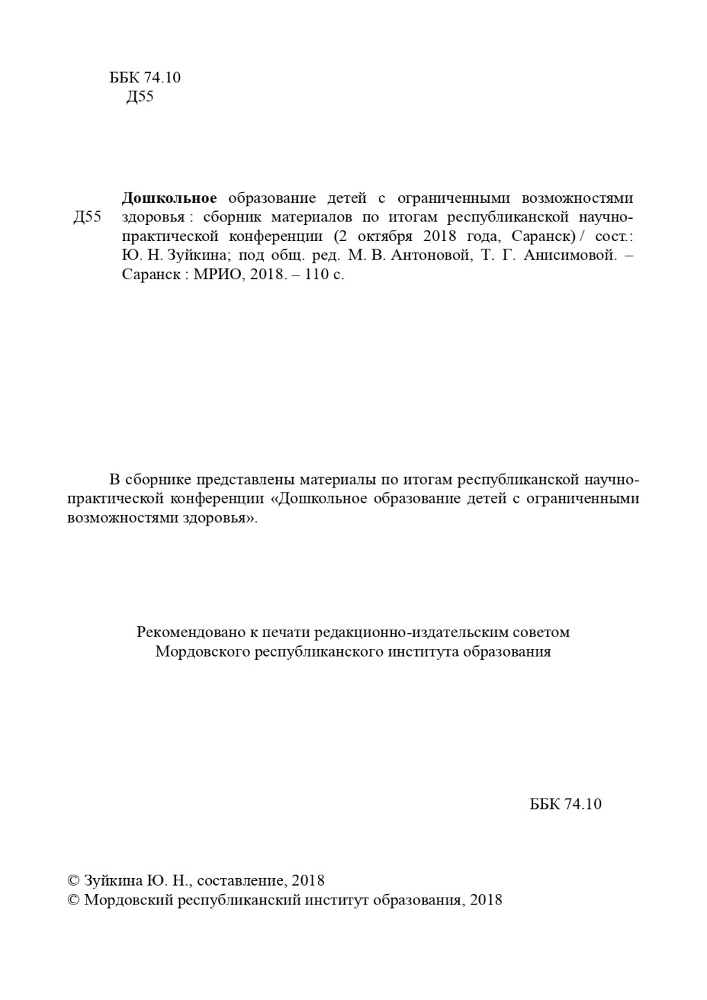 ББК 74.10
Д55
Дошкольное образование детей с ограниченными возможностями
Д55 здоровья : сборник материалов по итогам республиканской научно-
практической конференции (2 октября 2018 года, Саранск) / сост.:
Ю. Н. Зуйкина; под общ. ред. М. В. Антоновой, Т. Г. Анисимовой. –
Саранск : МРИО, 2018. – 110 с.
В сборнике представлены материалы по итогам республиканской научно-
практической конференции «Дошкольное образование детей с ограниченными
возможностями здоровья».
Рекомендовано к печати редакционно-издательским советом
Мордовского республиканского института образования
ББК 74.10
© Зуйкина Ю. Н., составление, 2018
© Мордовский республиканский институт образования, 2018